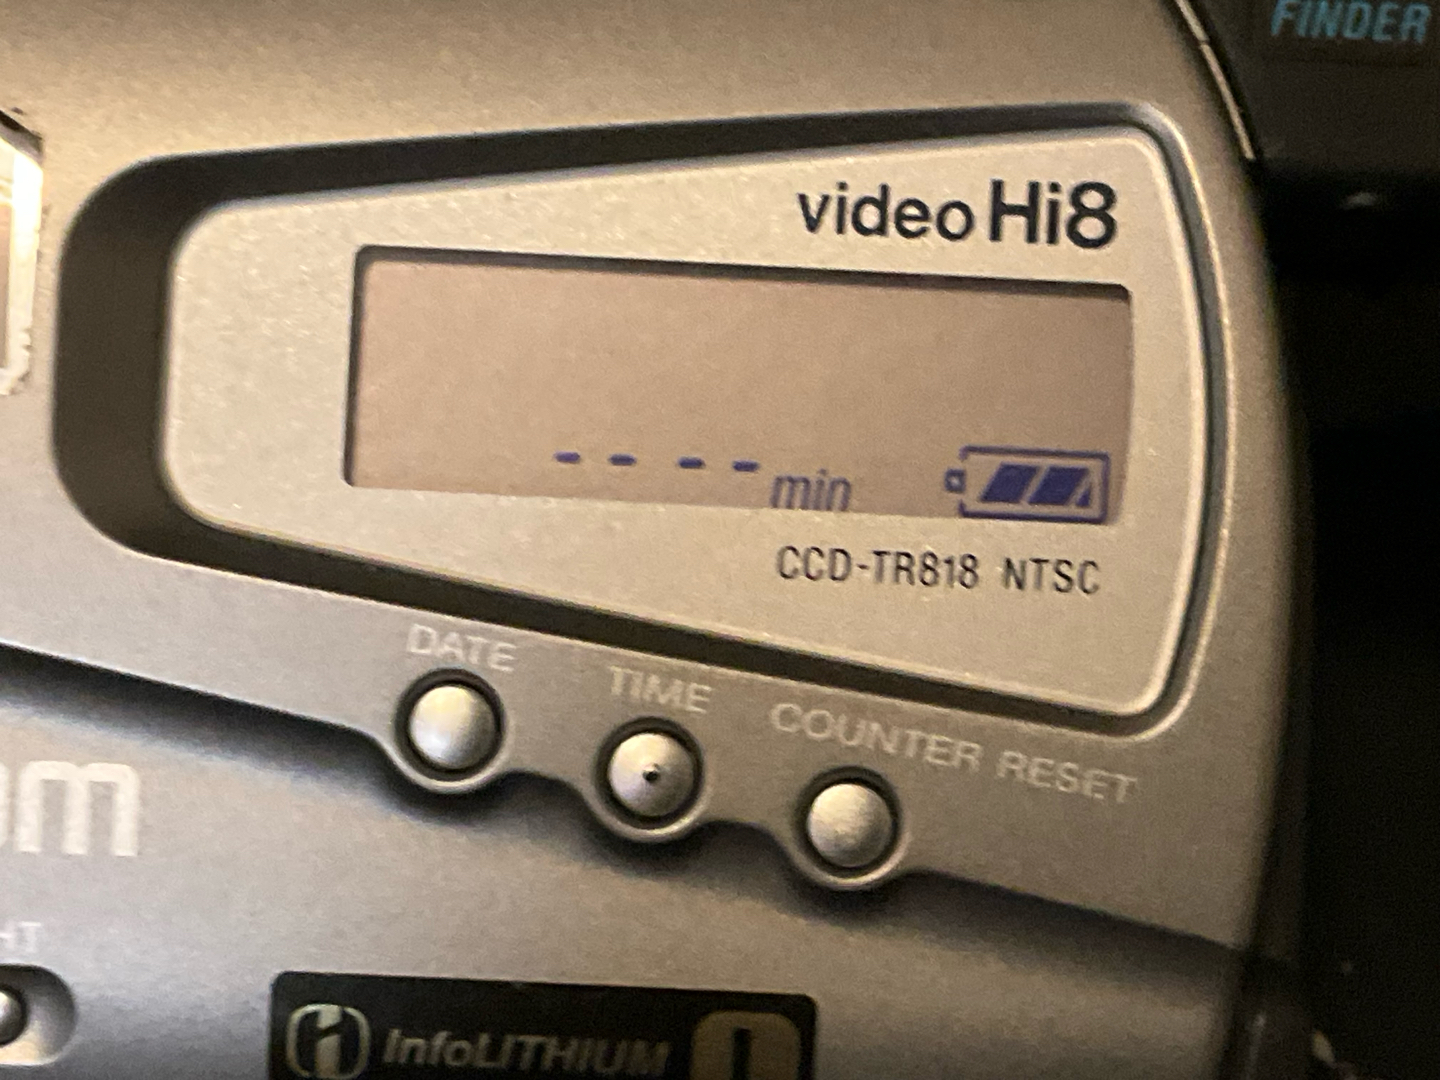 FINDER
video Hi8
- - - - min
CCD-TR818 NTSC
DATE
TIME
COUNTER RESET
InfoLITHIUM